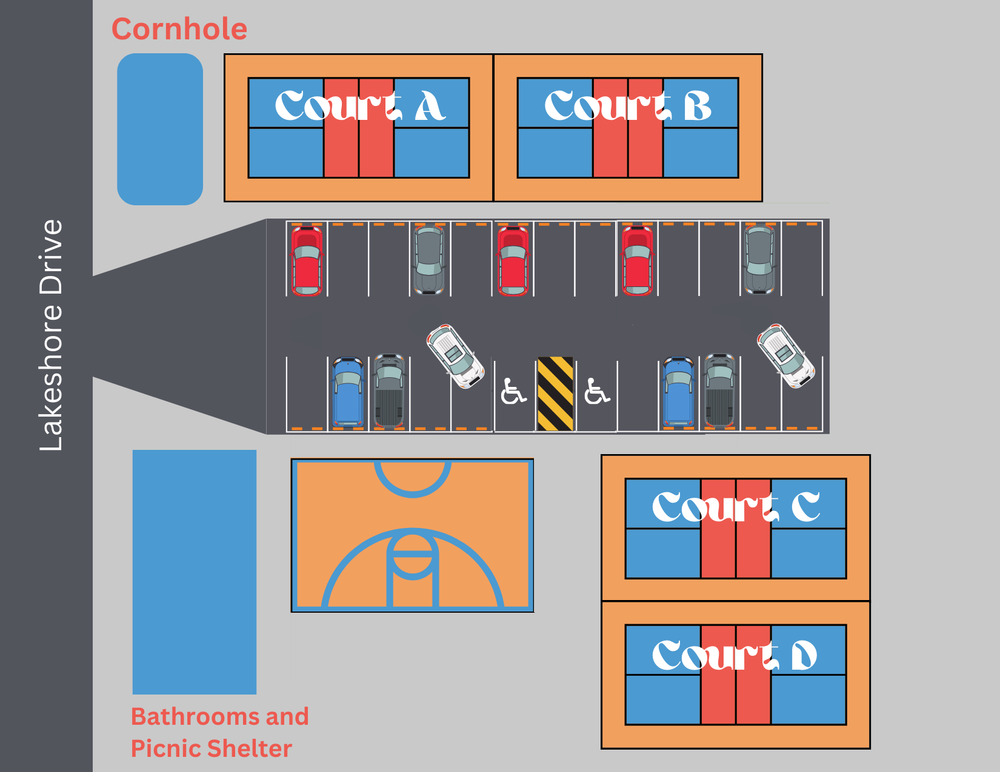 Cornhole
Court A
Court B
Lakeshore Drive
Court C
Court D
Bathrooms and
Picnic Shelter